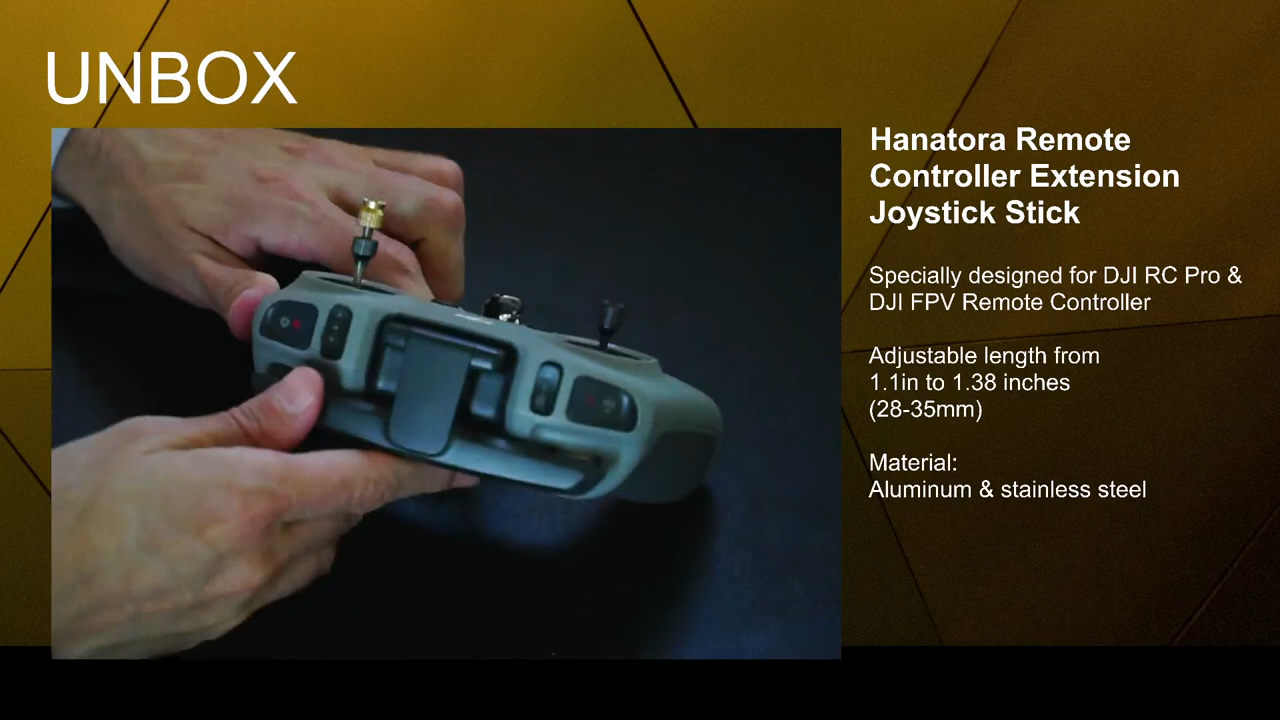 UNBOX
Hanatora Remote
Controller Extension
Joystick Stick
Specially designed for DJI RC Pro &
DJI FPV Remote Controller
Adjustable length from
1.1in to 1.38 inches
(28-35mm)
Material:
Aluminum & stainless steel